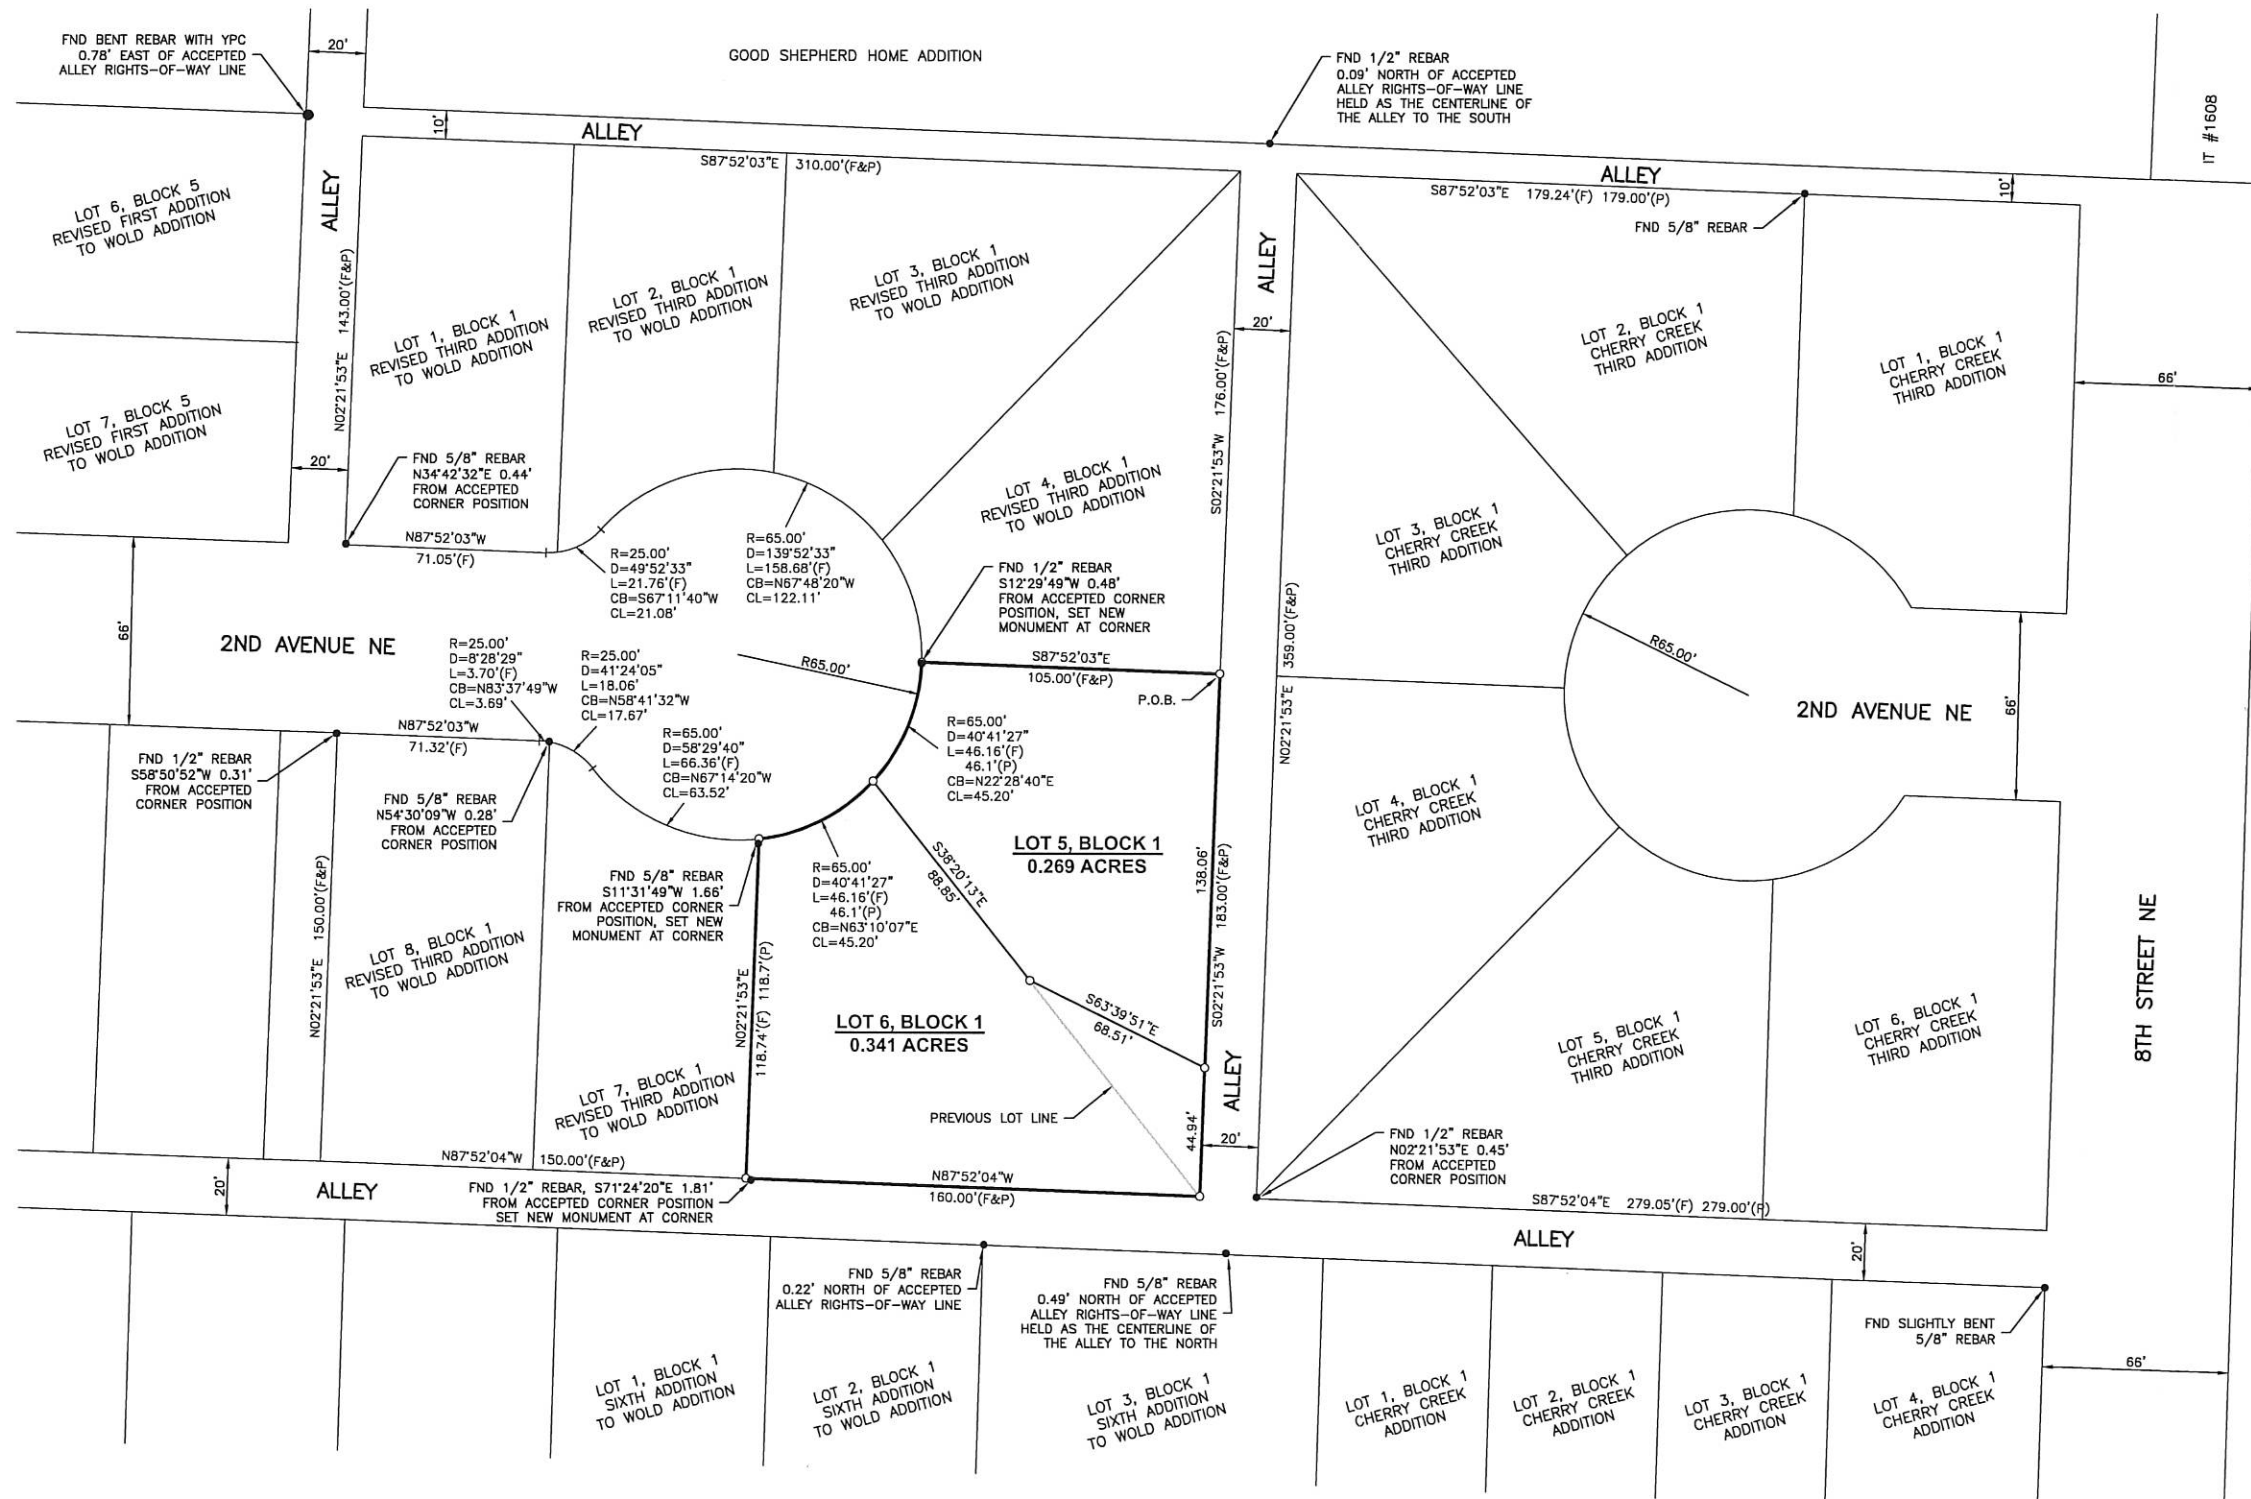 FND BENT REBAR WITH YPC
0.78' EAST OF ACCEPTED
ALLEY RIGHTS-OF-WAY LINE
20'
GOOD SHEPHERD HOME ADDITION
FND 1/2" REBAR
0.09' NORTH OF ACCEPTED
ALLEY RIGHTS-OF-WAY LINE
HELD AS THE CENTERLINE OF
THE ALLEY TO THE SOUTH
IT #1608
10'
ALLEY
S87°52'03"E 310.00'(F&P)
ALLEY
S87°52'03"E 179.24'(F) 179.00'(P)
10'
FND 5/8" REBAR
LOT 6, BLOCK 5
REVISED FIRST ADDITION
TO WOLD ADDITION
ALLEY
N02°21'53"E 143.00'(F&P)
LOT 1, BLOCK 1
REVISED THIRD ADDITION
TO WOLD ADDITION
LOT 2, BLOCK 1
REVISED THIRD ADDITION
TO WOLD ADDITION
LOT 3, BLOCK 1
REVISED THIRD ADDITION
TO WOLD ADDITION
ALLEY
20'
S02°21'53"W 176.00'(F&P)
LOT 2, BLOCK 1
CHERRY CREEK
THIRD ADDITION
LOT 1, BLOCK 1
CHERRY CREEK
THIRD ADDITION
66'
LOT 7, BLOCK 5
REVISED FIRST ADDITION
TO WOLD ADDITION
20'
FND 5/8" REBAR
N34°42'32"E 0.44'
FROM ACCEPTED
CORNER POSITION
LOT 4, BLOCK 1
REVISED THIRD ADDITION
TO WOLD ADDITION
LOT 3, BLOCK 1
CHERRY CREEK
THIRD ADDITION
N87°52'03"W
71.05'(F)
R=25.00'
D=49°52'33"
L=21.76'(F)
CB=S67°11'40"W
CL=21.08'
R=65.00'
D=139°52'33"
L=158.68'(F)
CB=N67°48'20"W
CL=122.11'
FND 1/2" REBAR
S12°29'49"W 0.48'
FROM ACCEPTED CORNER
POSITION, SET NEW
MONUMENT AT CORNER
N02°21'53"E 359.00'(F&P)
66'
2ND AVENUE NE
R=25.00'
D=8°28'29"
L=3.70'(F)
CB=N83°37'49"W
CL=3.69'
R=25.00'
D=41°24'05"
L=18.06'
CB=N58°41'32"W
CL=17.67'
R65.00'
S87°52'03"E
105.00'(F&P)
P.O.B.
R65.00'
2ND AVENUE NE
66'
N87°52'03"W
71.32'(F)
R=65.00'
D=58°29'40"
L=66.36'(F)
CB=N67°14'20"W
CL=63.52'
R=65.00'
D=40°41'27"
L=46.16'(F)
46.1'(P)
CB=N22°28'40"E
CL=45.20'
FND 1/2" REBAR
S58°50'52"W 0.31'
FROM ACCEPTED
CORNER POSITION
FND 5/8" REBAR
N54°30'09"W 0.28'
FROM ACCEPTED
CORNER POSITION
LOT 4, BLOCK 1
CHERRY CREEK
THIRD ADDITION
LOT 5, BLOCK 1
0.269 ACRES
S38°20'13"E
88.85'
138.06'
S02°21'53"W 183.00'(F&P)
FND 5/8" REBAR
S11°31'49"W 1.66'
FROM ACCEPTED CORNER
POSITION, SET NEW
MONUMENT AT CORNER
R=65.00'
D=40°41'27"
L=46.16'(F)
46.1'(P)
CB=N63°10'07"E
CL=45.20'
N02°21'53"E 150.00'(F&P)
LOT 8, BLOCK 1
REVISED THIRD ADDITION
TO WOLD ADDITION
N02°21'53"E
118.74'(F) 118.7'(P)
LOT 6, BLOCK 1
0.341 ACRES
S63°39'51"E
68.51'
LOT 5, BLOCK 1
CHERRY CREEK
THIRD ADDITION
LOT 6, BLOCK 1
CHERRY CREEK
THIRD ADDITION
8TH STREET NE
LOT 7, BLOCK 1
REVISED THIRD ADDITION
TO WOLD ADDITION
PREVIOUS LOT LINE
44.94'
ALLEY
20'
FND 1/2" REBAR
N02°21'53"E 0.45'
FROM ACCEPTED
CORNER POSITION
N87°52'04"W 150.00'(F&P)
20'
ALLEY
FND 1/2" REBAR, S71°24'20"E 1.81'
FROM ACCEPTED CORNER POSITION
SET NEW MONUMENT AT CORNER
N87°52'04"W
160.00'(F&P)
S87°52'04"E 279.05'(F) 279.00'(P)
ALLEY
20'
FND 5/8" REBAR
0.22' NORTH OF ACCEPTED
ALLEY RIGHTS-OF-WAY LINE
FND 5/8" REBAR
0.49' NORTH OF ACCEPTED
ALLEY RIGHTS-OF-WAY LINE
HELD AS THE CENTERLINE OF
THE ALLEY TO THE NORTH
FND SLIGHTLY BENT
5/8" REBAR
66'
LOT 1, BLOCK 1
SIXTH ADDITION
TO WOLD ADDITION
LOT 2, BLOCK 1
SIXTH ADDITION
TO WOLD ADDITION
LOT 3, BLOCK 1
SIXTH ADDITION
TO WOLD ADDITION
LOT 1, BLOCK 1
CHERRY CREEK
ADDITION
LOT 2, BLOCK 1
CHERRY CREEK
ADDITION
LOT 3, BLOCK 1
CHERRY CREEK
ADDITION
LOT 4, BLOCK 1
CHERRY CREEK
ADDITION